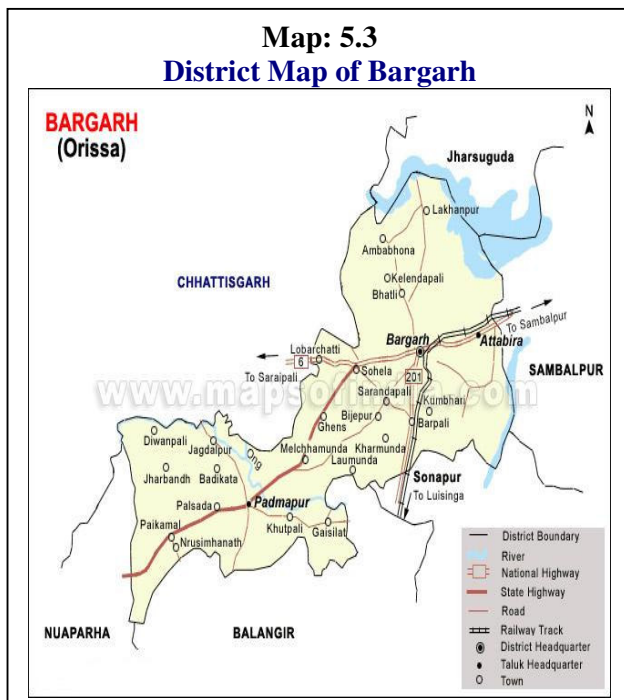 Map: 5.3
District Map of Bargarh
BARGARH
(Orissa)
N
Jharsuguda
Lakhanpur
Ambabhona
Kelendapali
CHHATTISGARH
Bhatli
To Sambalpur
Bargarh
Attabira
Lobarchatti
6
To Saraipali
Sohela
201
SAMBALPUR
www.mapsofindia.com
Sarandapali
Kumbhari
Bijepur
Ghens
Barpali
Diwanpali
Jagdalpur
Ong
Melchhamunda
Kharmunda
Laumunda
Sonapur
Jharbandh
Badikata
To Luisinga
Palsada
Padmapur
Khutpali
Gaisilat
Paikamal
Nrusimhanath
NUAPARHA
BALANGIR
District Boundary
River
National Highway
State Highway
Road
Railway Track
District Headquarter
Taluk Headquarter
Town